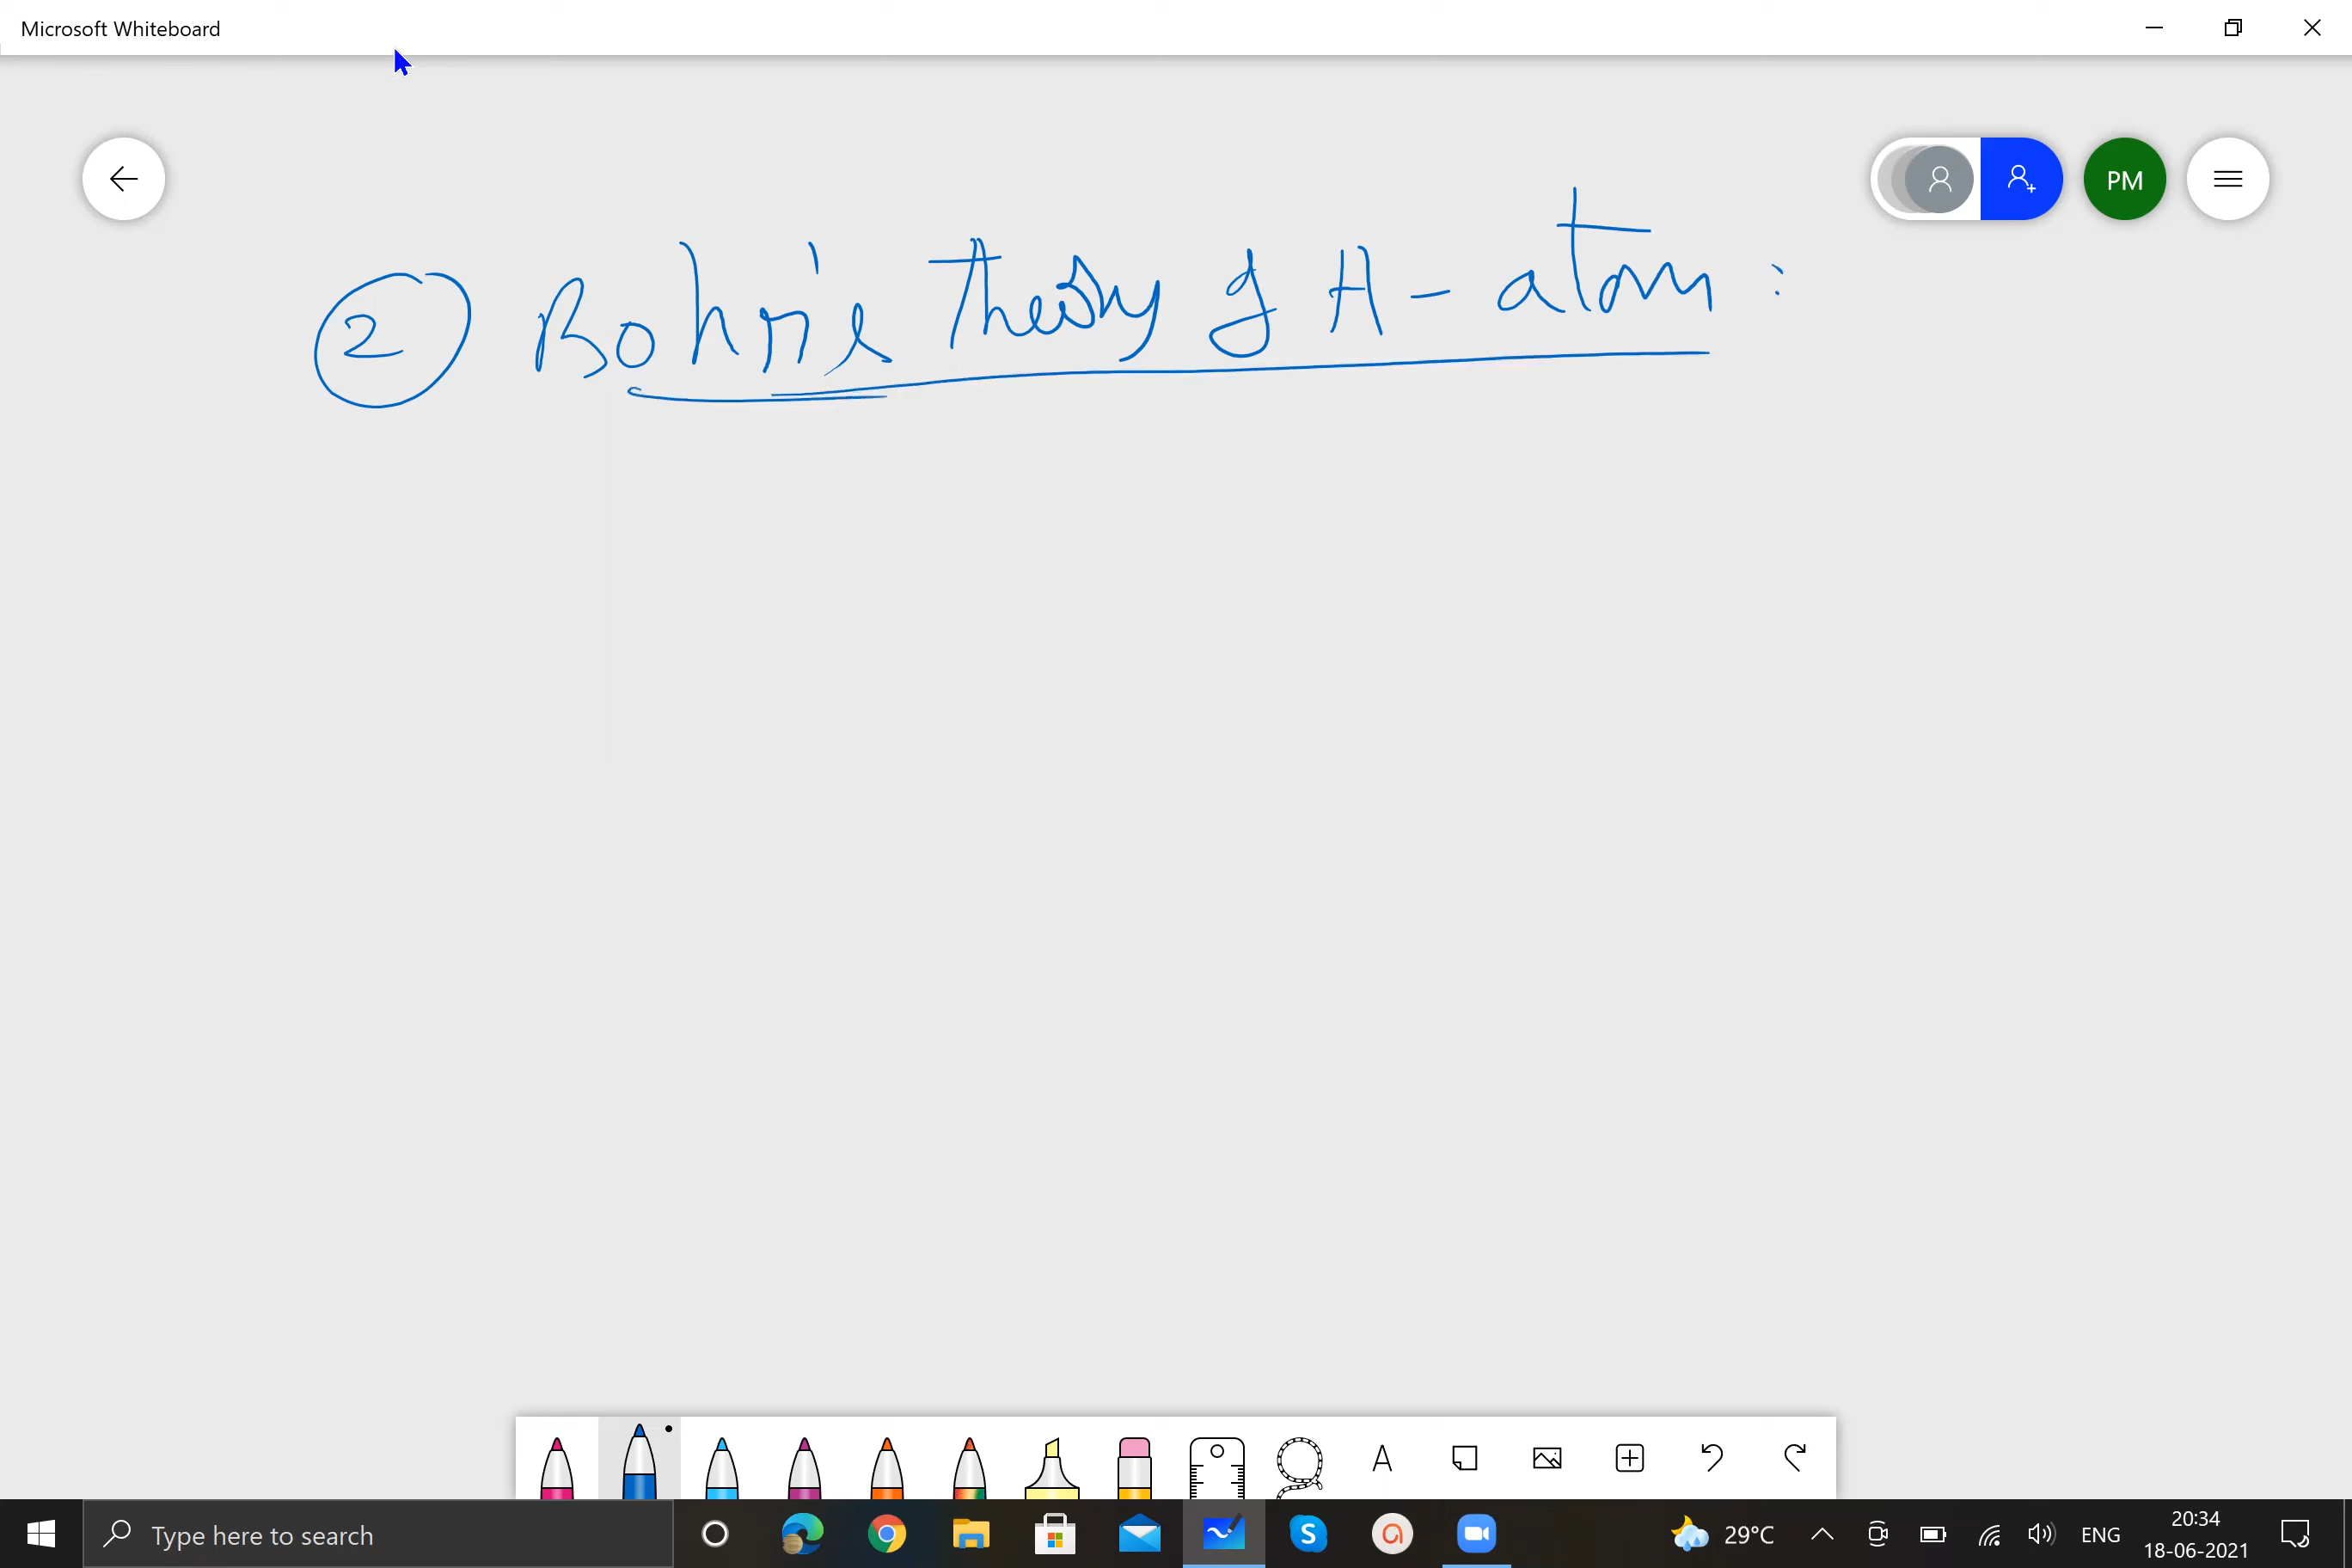 Microsoft Whiteboard
PM
② Bohr's Theory of H - atom :
A
Type here to search
S
a
29°C
ENG
20:34
18-06-2021